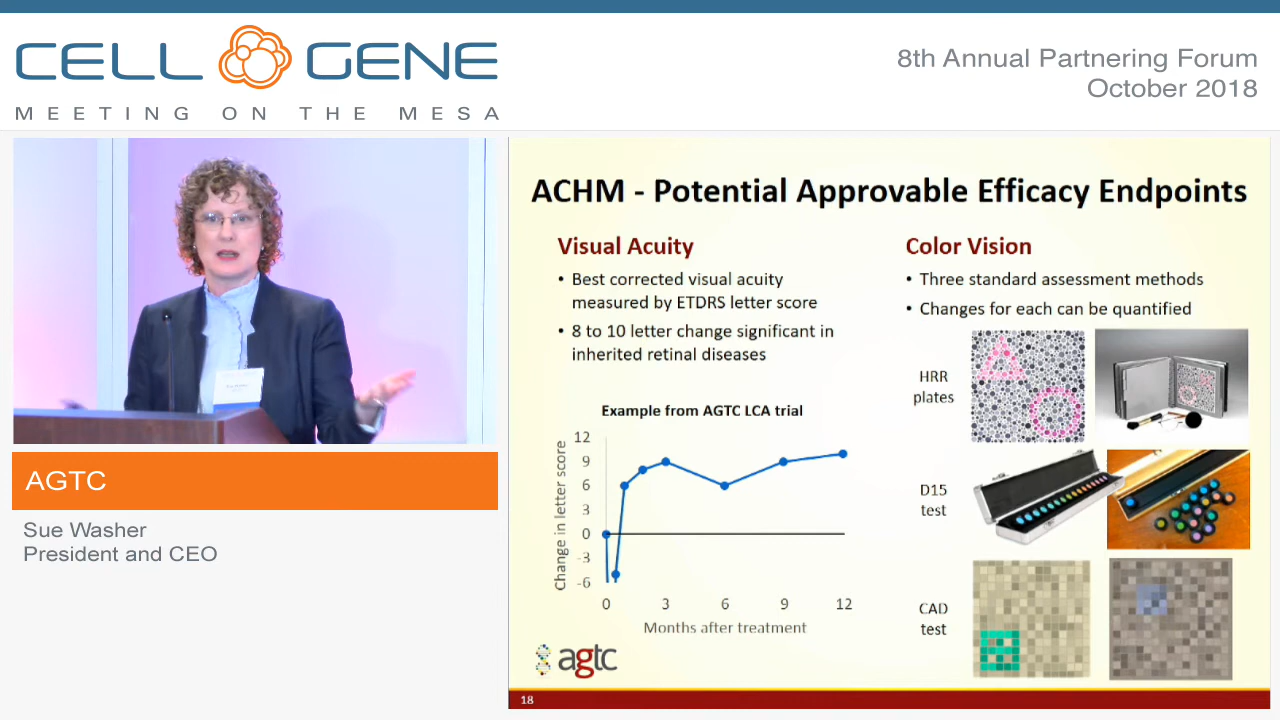 CELL GENE
MEETING ON THE MESA
8th Annual Partnering Forum
October 2018
AGTC
Sue Washer
President and CEO
ACHM - Potential Approvable Efficacy Endpoints
Visual Acuity
• Best corrected visual acuity
measured by ETDRS letter score
• 8 to 10 letter change significant in
inherited retinal diseases
Example from AGTC LCA trial
Change in letter score
12
9
6
3
0
-3
-6
0 3 6 9 12
Months after treatment
Color Vision
• Three standard assessment methods
• Changes for each can be quantified
HRR
plates
D15
test
CAD
test
agtc
18